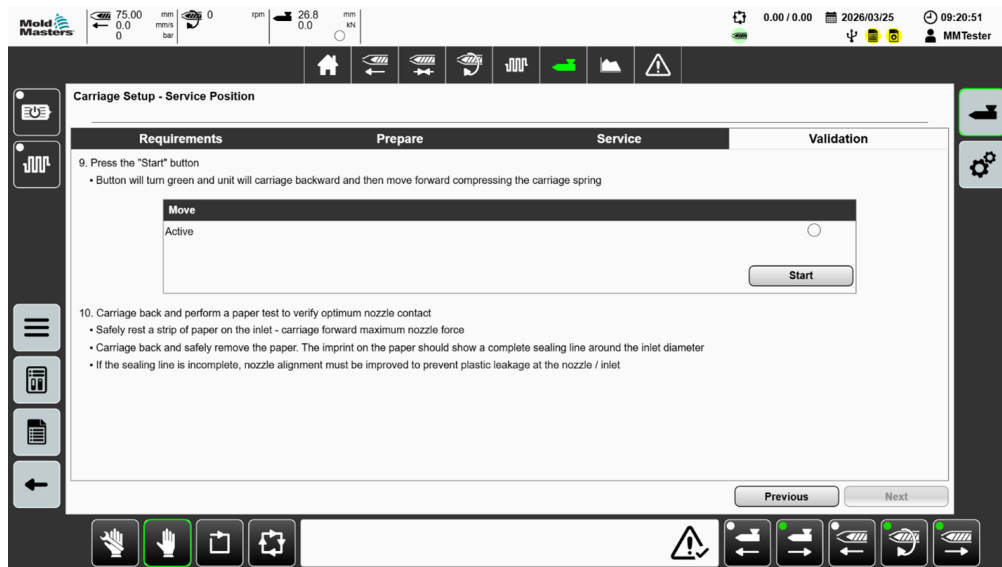 Mold
Masters
75.00 mm
0.0 mm/s
0 bar
0 rpm
26.8 mm
0.0 kN
0.00 / 0.00
2026/03/25
09:20:51
MMTester
Carriage Setup - Service Position
Requirements
Prepare
Service
Validation
9. Press the "Start" button
• Button will turn green and unit will carriage backward and then move forward compressing the carriage spring
Move
Active
Start
10. Carriage back and perform a paper test to verify optimum nozzle contact
• Safely rest a strip of paper on the inlet - carriage forward maximum nozzle force
• Carriage back and safely remove the paper. The imprint on the paper should show a complete sealing line around the inlet diameter
• If the sealing line is incomplete, nozzle alignment must be improved to prevent plastic leakage at the nozzle / inlet
Previous
Next